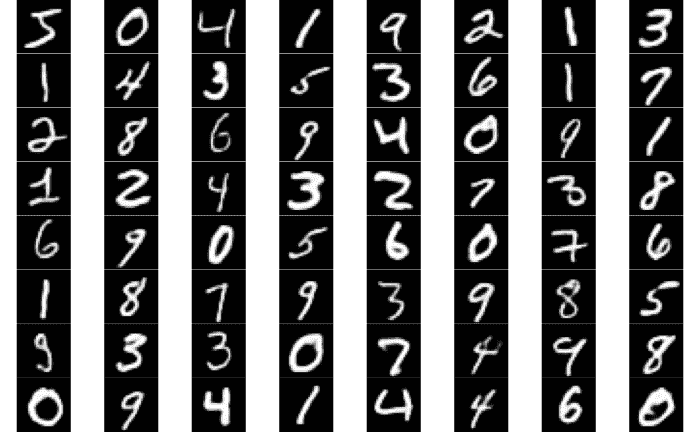 5 0 4 1 9 2 1 3
1 4 3 5 3 6 1 7
2 8 6 9 4 0 9 1
1 2 4 3 2 7 3 8
6 9 0 5 6 0 7 6
1 8 7 9 3 9 8 5
9 3 3 0 7 4 9 8
0 9 4 1 4 4 6 0